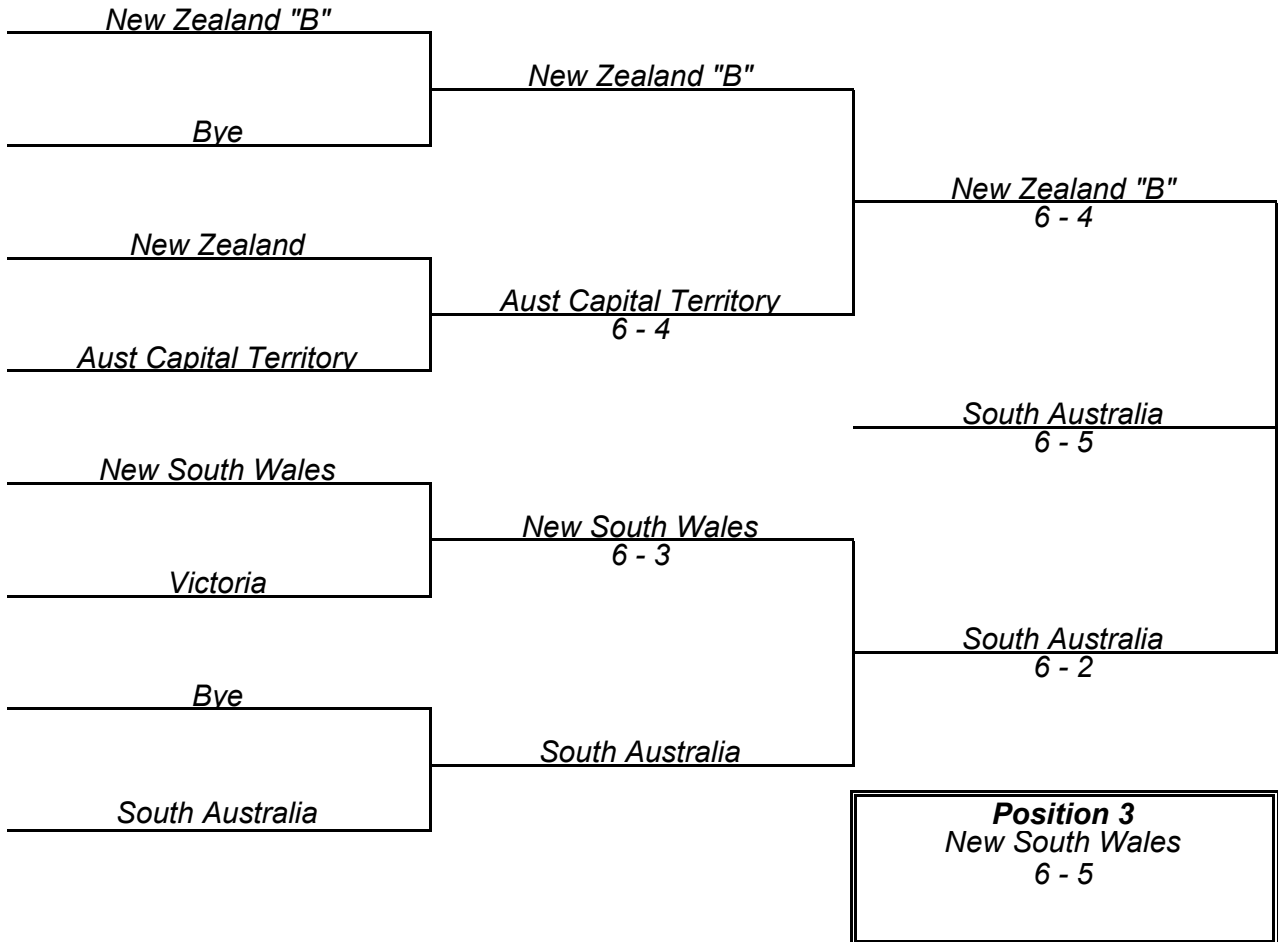 New Zealand "B"
New Zealand "B"
Bye
New Zealand "B"
6 - 4
New Zealand
Aust Capital Territory
6 - 4
Aust Capital Territory
South Australia
6 - 5
New South Wales
New South Wales
6 - 3
Victoria
South Australia
6 - 2
Bye
South Australia
South Australia
Position 3
New South Wales
6 - 5